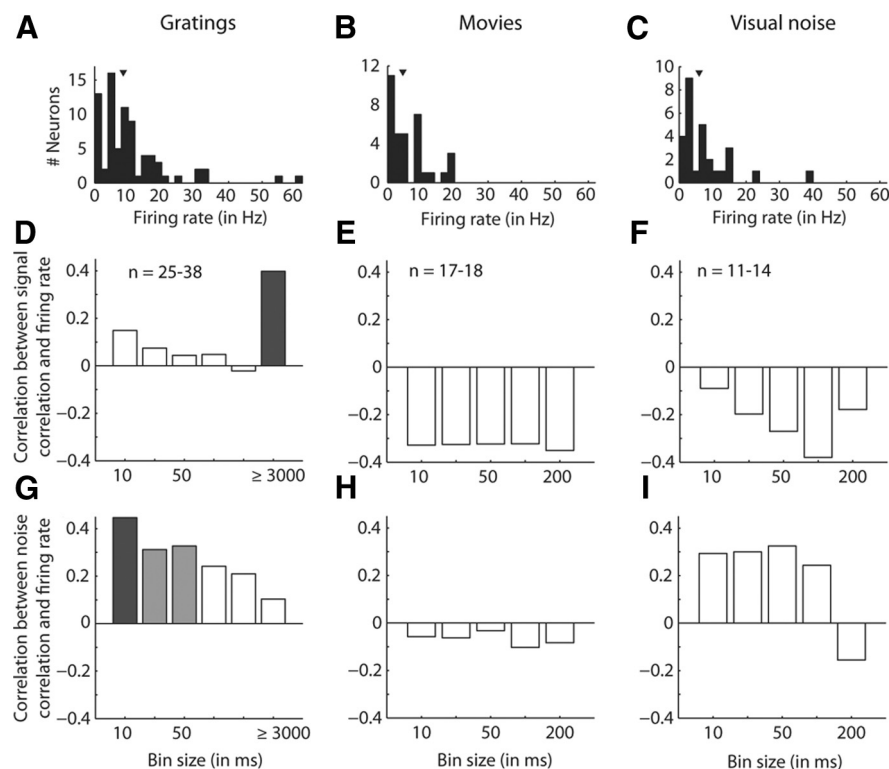 A Gratings B Movies C Visual noise
# Neurons
15
10
5
0
0 10 20 30 40 50 60
Firing rate (in Hz)
12
8
4
0
0 10 20 30 40 50 60
Firing rate (in Hz)
10
8
6
4
2
0
0 10 20 30 40 50 60
Firing rate (in Hz)
D
Correlation between signal
correlation and firing rate
n = 25-38
0.4
0.2
0
−0.2
−0.4
10 50 ≥ 3000
E
n = 17-18
0.4
0.2
0
−0.2
−0.4
10 50 200
F
n = 11-14
0.4
0.2
0
−0.2
−0.4
10 50 200
G
Correlation between noise
correlation and firing rate
0.4
0.2
0
−0.2
−0.4
10 50 ≥ 3000
Bin size (in ms)
H
0.4
0.2
0
−0.2
−0.4
10 50 200
Bin size (in ms)
I
0.4
0.2
0
−0.2
−0.4
10 50 200
Bin size (in ms)